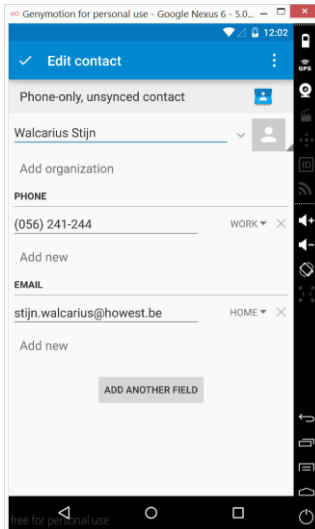 Genymotion for personal use - Google Nexus 6 - 5.0...
12:02
Edit contact
Phone-only, unsynced contact
Walcarius Stijn
Add organization
PHONE
(056) 241-244 WORK
Add new
EMAIL
stijn.walcarius@howest.be HOME
Add new
ADD ANOTHER FIELD
free for personal use
GPS
ID